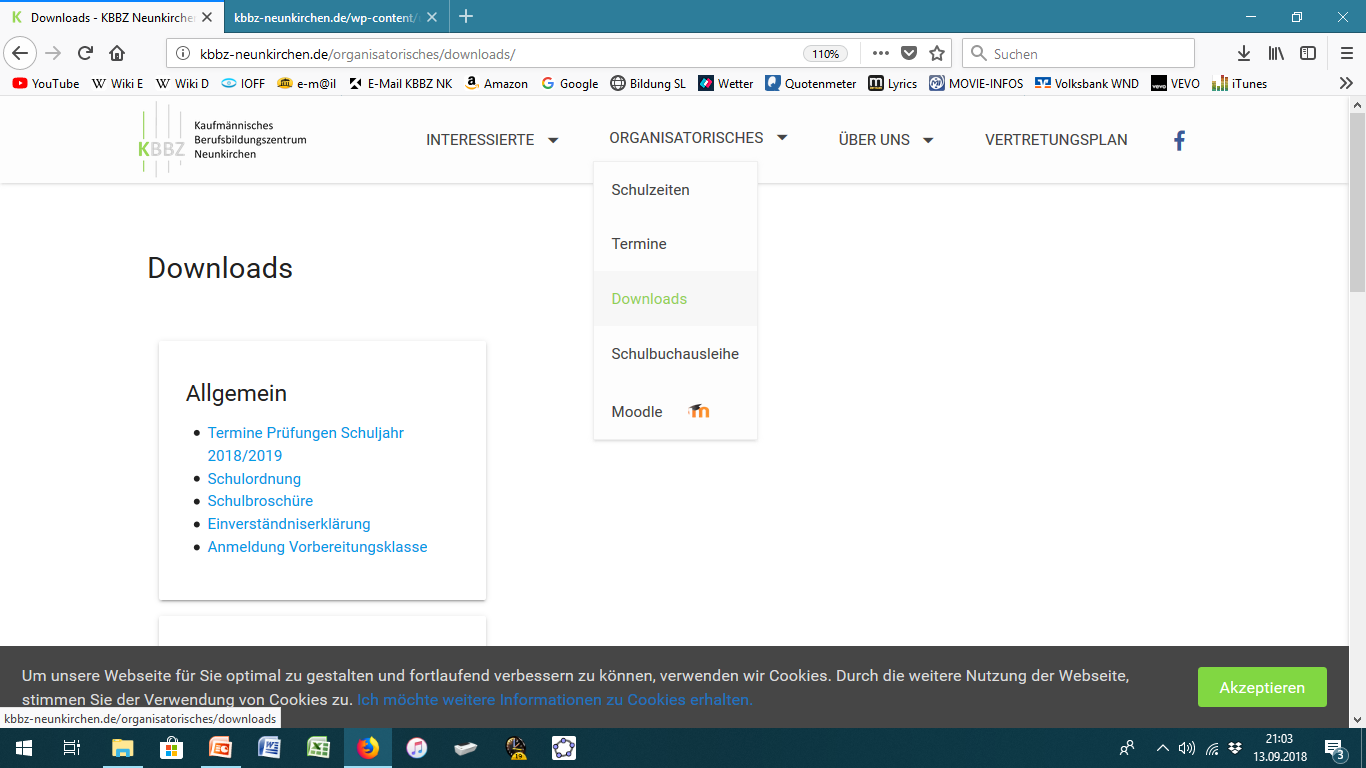 Downloads - KBBZ Neunkirchen
kbbz-neunkirchen.de/wp-content/
kbbz-neunkirchen.de/organisatorisches/downloads/
110%
Suchen
YouTube
Wiki E
Wiki D
IOFF
e-m@il
E-Mail KBBZ NK
Amazon
Google
Bildung SL
Wetter
Quotenmeter
Lyrics
MOVIE-INFOS
Volksbank WND
VEVO
iTunes
KBBZ
Kaufmännisches
Berufsbildungszentrum
Neunkirchen
INTERESSIERTE
ORGANISATORISCHES
ÜBER UNS
VERTRETUNGSPLAN
Schulzeiten
Termine
Downloads
Schulbuchausleihe
Moodle
Downloads
Allgemein
Termine Prüfungen Schuljahr
2018/2019
Schulordnung
Schulbroschüre
Einverständniserklärung
Anmeldung Vorbereitungsklasse
Um unsere Webseite für Sie optimal zu gestalten und fortlaufend verbessern zu können, verwenden wir Cookies. Durch die weitere Nutzung der Webseite,
stimmen Sie der Verwendung von Cookies zu. Ich möchte weitere Informationen zu Cookies erhalten.
Akzeptieren
kbbz-neunkirchen.de/organisatorisches/downloads
21:03
13.09.2018
3